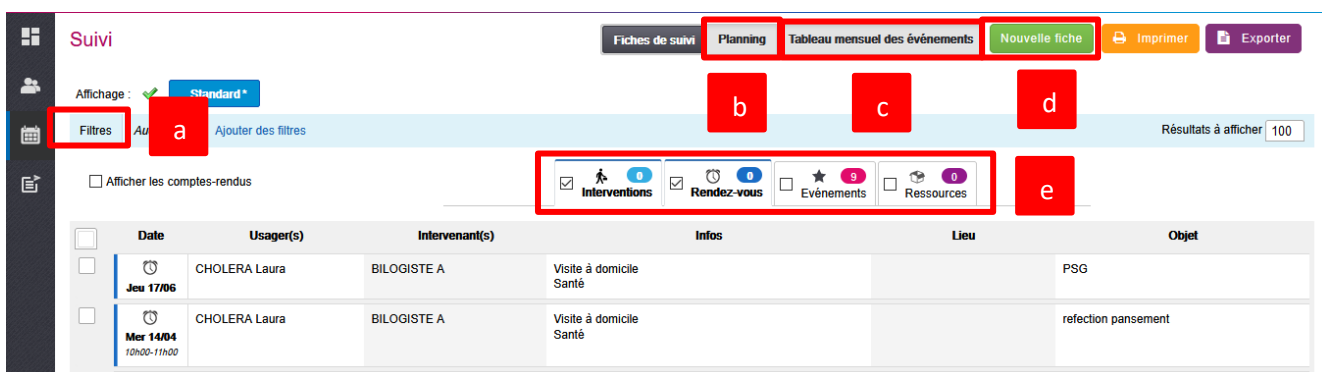 Suivi
Fiches de suivi Planning Tableau mensuel des événements Nouvelle fiche Imprimer Exporter
Affichage : Standard*
b c d
Filtres Au a Ajouter des filtres Résultats à afficher 100
Afficher les comptes-rendus
0 0 9 0
Interventions Rendez-vous Evénements Ressources e
Date Usager(s) Intervenant(s) Infos Lieu Objet
CHOLERA Laura BILOGISTE A Visite à domicile PSG
Jeu 17/06 Santé
CHOLERA Laura BILOGISTE A Visite à domicile refection pansement
Mer 14/04 Santé
10h00-11h00